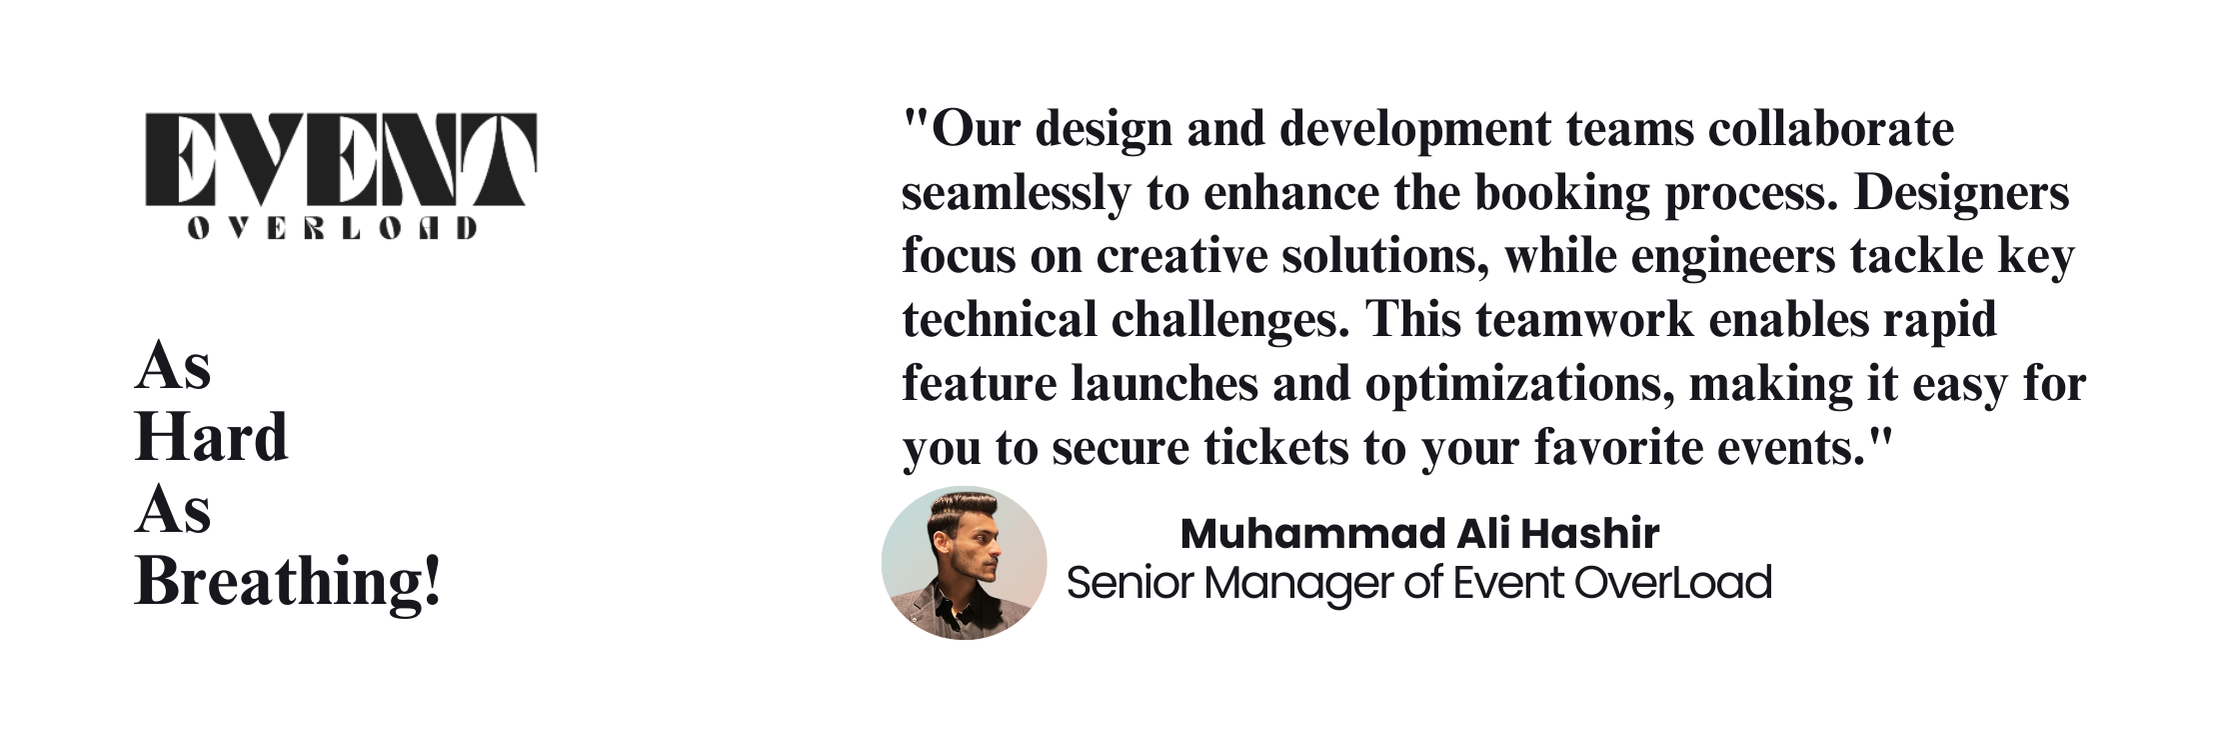 EVENT
OVERLOAD
As
Hard
As
Breathing!
"Our design and development teams collaborate
seamlessly to enhance the booking process. Designers
focus on creative solutions, while engineers tackle key
technical challenges. This teamwork enables rapid
feature launches and optimizations, making it easy for
you to secure tickets to your favorite events."
Muhammad Ali Hashir
Senior Manager of Event OverLoad